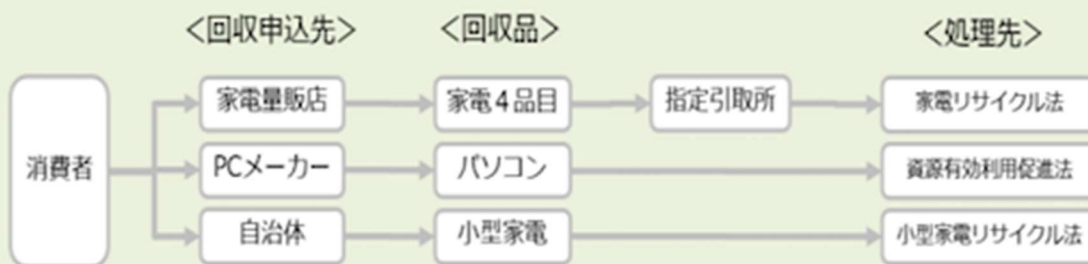 ＜回収申込先＞
＜回収品＞
＜処理先＞
消費者
家電量販店
家電４品目
指定引取所
家電リサイクル法
PCメーカー
パソコン
資源有効利用促進法
自治体
小型家電
小型家電リサイクル法